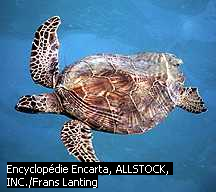 Encyclopédie Encarta, ALLSTOCK,
INC./Frans Lanting